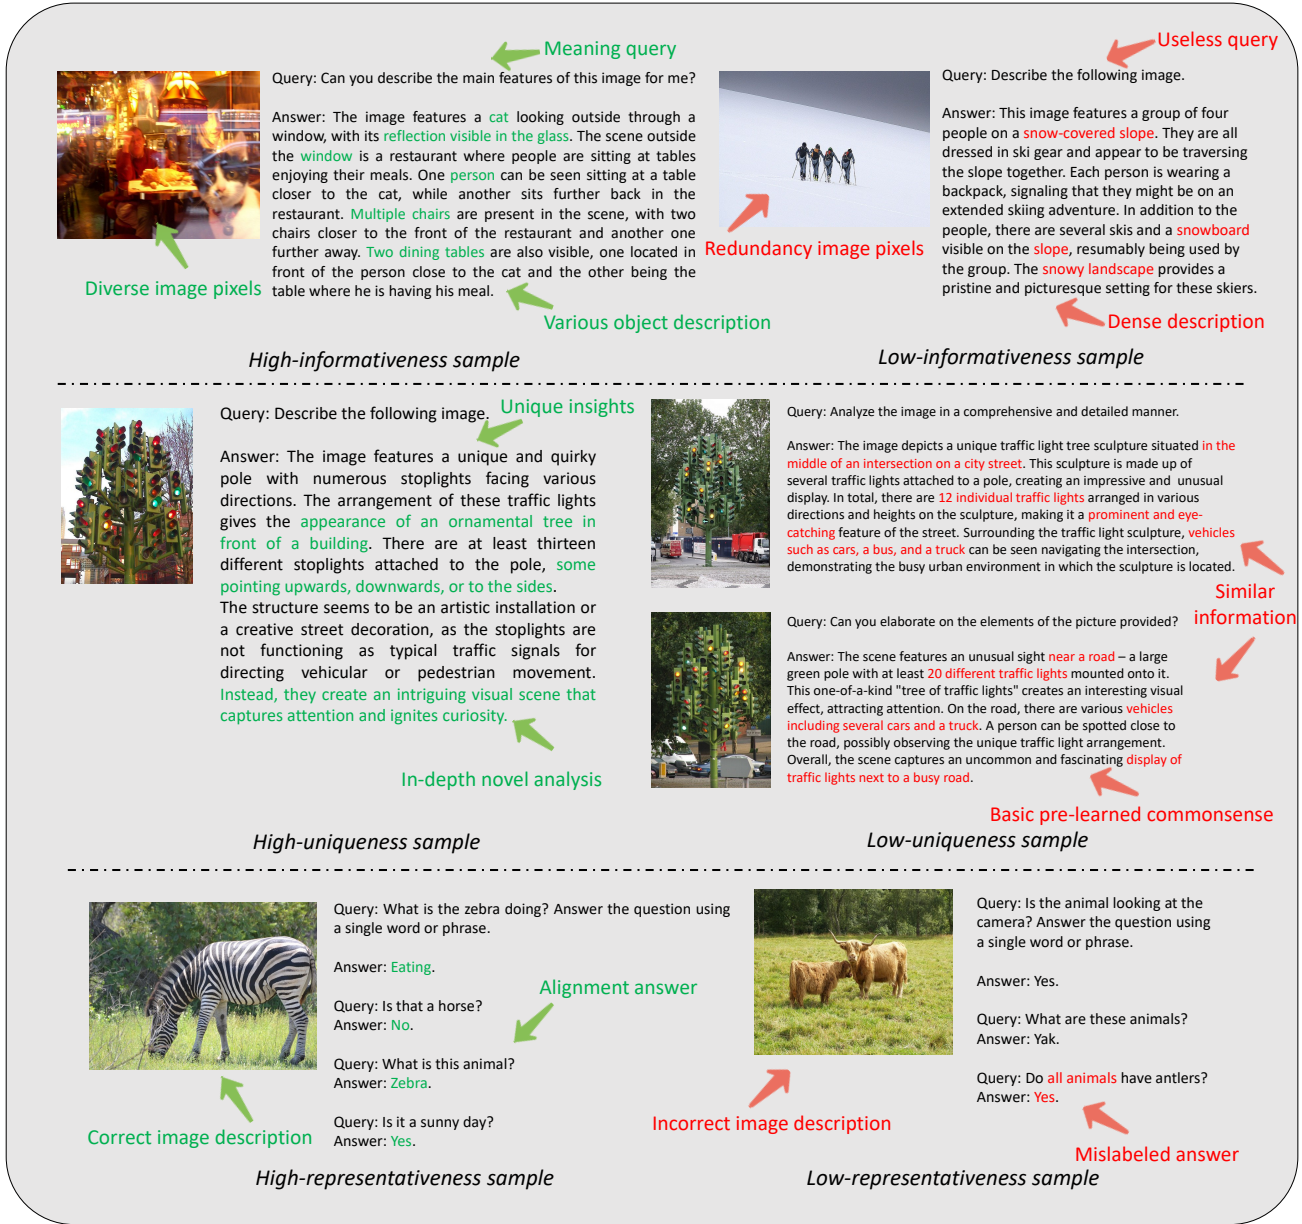 Meaning query
Query: Can you describe the main features of this image for me?
Answer: The image features a cat looking outside through a
window, with its reflection visible in the glass. The scene outside
the window is a restaurant where people are sitting at tables
enjoying their meals. One person can be seen sitting at a table
closer to the cat, while another sits further back in the
restaurant. Multiple chairs are present in the scene, with two
chairs closer to the front of the restaurant and another one
further away. Two dining tables are also visible, one located in
front of the person close to the cat and the other being the
table where he is having his meal.
Diverse image pixels
Various object description
High-informativeness sample
Useless query
Query: Describe the following image.
Answer: This image features a group of four
people on a snow-covered slope. They are all
dressed in ski gear and appear to be traversing
the slope together. Each person is wearing a
backpack, signaling that they might be on an
extended skiing adventure. In addition to the
people, there are several skis and a snowboard
visible on the slope, resumably being used by
the group. The snowy landscape provides a
pristine and picturesque setting for these skiers.
Redundancy image pixels
Dense description
Low-informativeness sample
Query: Describe the following image.
Unique insights
Answer: The image features a unique and quirky
pole with numerous stoplights facing various
directions. The arrangement of these traffic lights
gives the appearance of an ornamental tree in
front of a building. There are at least thirteen
different stoplights attached to the pole, some
pointing upwards, downwards, or to the sides.
The structure seems to be an artistic installation or
a creative street decoration, as the stoplights are
not functioning as typical traffic signals for
directing vehicular or pedestrian movement.
Instead, they create an intriguing visual scene that
captures attention and ignites curiosity.
In-depth novel analysis
High-uniqueness sample
Query: Analyze the image in a comprehensive and detailed manner.
Answer: The image depicts a unique traffic light tree sculpture situated in the
middle of an intersection on a city street. This sculpture is made up of
several traffic lights attached to a pole, creating an impressive and unusual
display. In total, there are 12 individual traffic lights arranged in various
directions and heights on the sculpture, making it a prominent and eye-
catching feature of the street. Surrounding the traffic light sculpture, vehicles
such as cars, a bus, and a truck can be seen navigating the intersection,
demonstrating the busy urban environment in which the sculpture is located.
Similar
information
Query: Can you elaborate on the elements of the picture provided?
Answer: The scene features an unusual sight near a road – a large
green pole with at least 20 different traffic lights mounted onto it.
This one-of-a-kind "tree of traffic lights" creates an interesting visual
effect, attracting attention. On the road, there are various vehicles
including several cars and a truck. A person can be spotted close to
the road, possibly observing the unique traffic light arrangement.
Overall, the scene captures an uncommon and fascinating display of
traffic lights next to a busy road.
Basic pre-learned commonsense
Low-uniqueness sample
Query: What is the zebra doing? Answer the question using
a single word or phrase.
Answer: Eating.
Query: Is that a horse?
Answer: No.
Query: What is this animal?
Answer: Zebra.
Query: Is it a sunny day?
Answer: Yes.
Alignment answer
Correct image description
High-representativeness sample
Query: Is the animal looking at the
camera? Answer the question using
a single word or phrase.
Answer: Yes.
Query: What are these animals?
Answer: Yak.
Query: Do all animals have antlers?
Answer: Yes.
Incorrect image description
Mislabeled answer
Low-representativeness sample